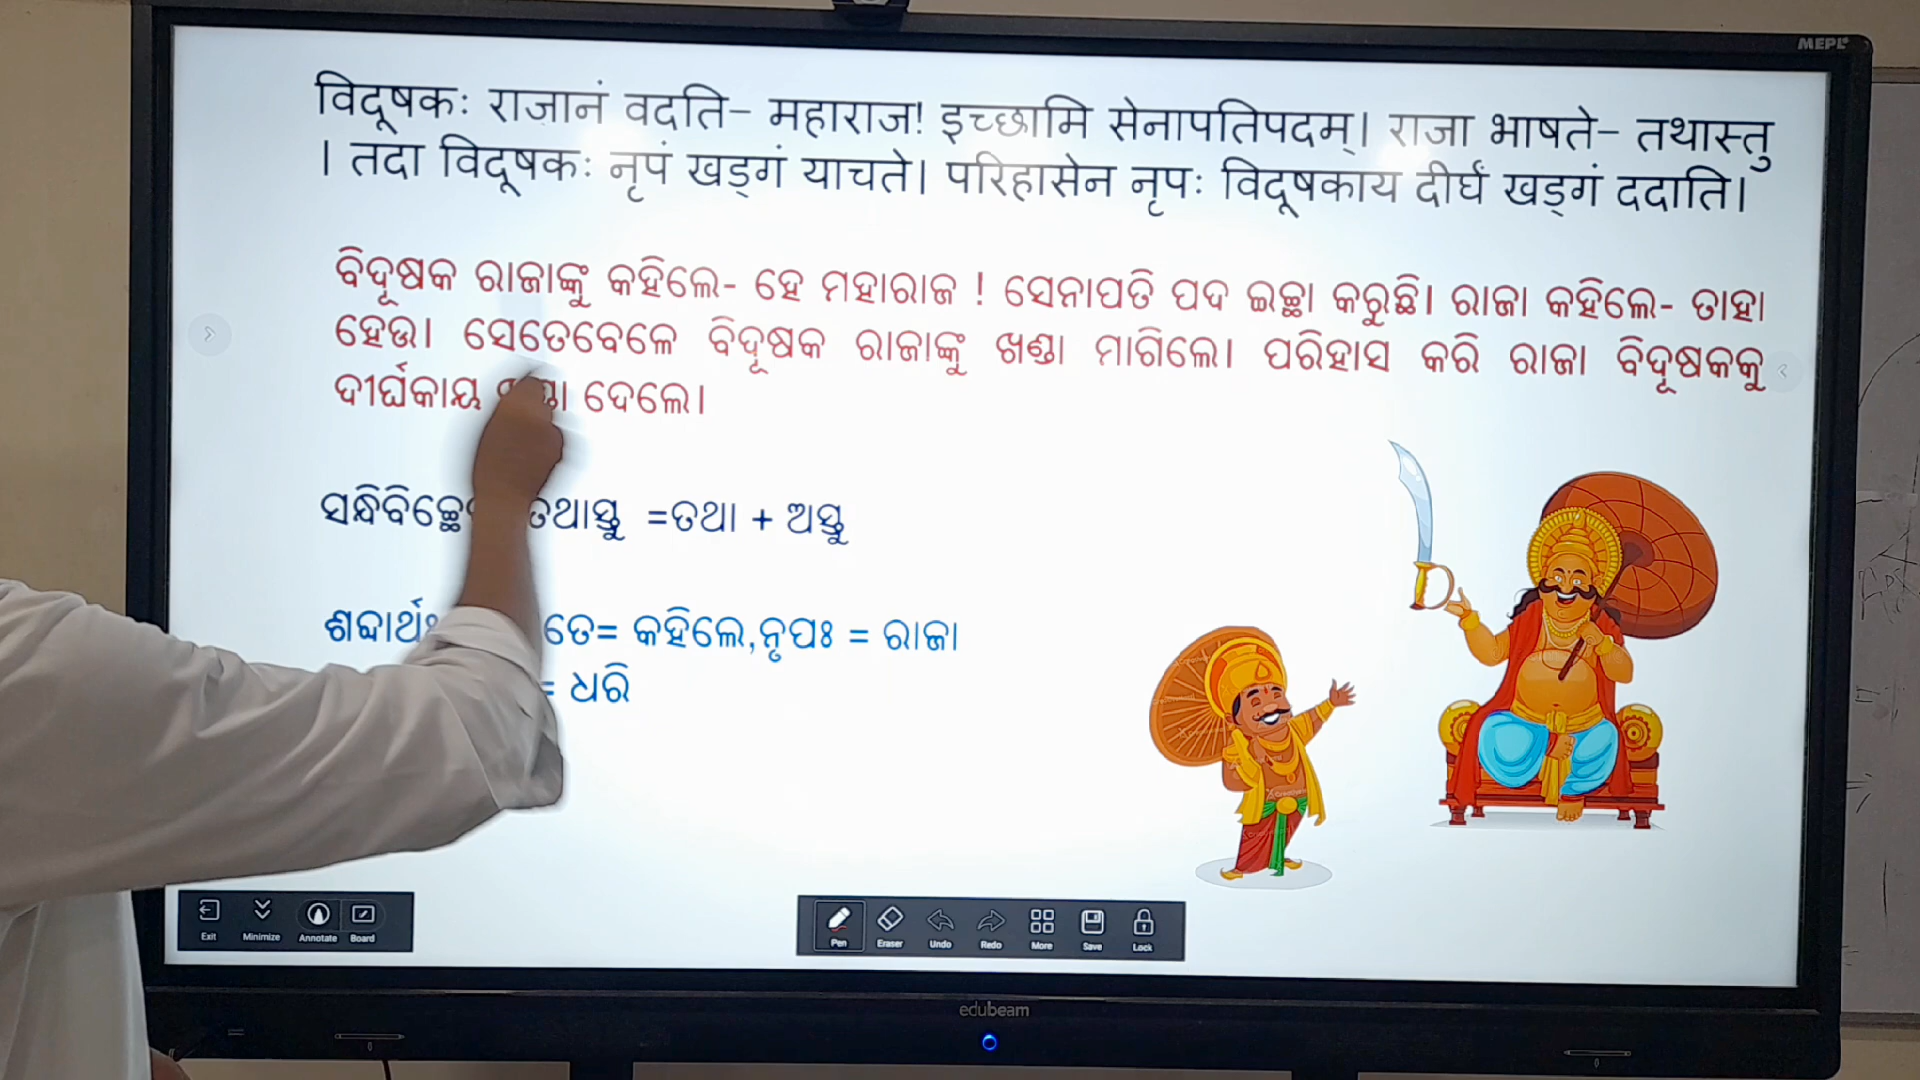 MEPL
विदूषकः राजानं वदति– महाराज! इच्छामि सेनापतिपदम्। राजा भाषते– तथास्तु
। तदा विदूषकः नृपं खड्गं याचते। परिहासेन नृपः विदूषकाय दीर्घं खड्गं ददाति।
ବିଦୂଷକ ରାଜାଙ୍କୁ କହିଲେ- ହେ ମହାରାଜ ! ସେନାପତି ପଦ ଇଚ୍ଛା କରୁଛି। ରାଜା କହିଲେ- ତାହା
ହେଉ। ସେତେବେଳେ ବିଦୂଷକ ରାଜାଙ୍କୁ ଖଣ୍ଡା ମାଗିଲେ। ପରିହାସ କରି ରାଜା ବିଦୂଷକକୁ
ଦୀର୍ଘକାୟ ଦେଲେ।
ତଥାସ୍ତୁ =ତଥା + ଅସ୍ତୁ
ଶବ୍ଦାର୍ଥଃ ତେ= କହିଲେ,ନୃପଃ = ରାଜା
= ଧରି
Exit Minimize Annotate Board
Pen Eraser Undo Redo More Save Lock
edubeam